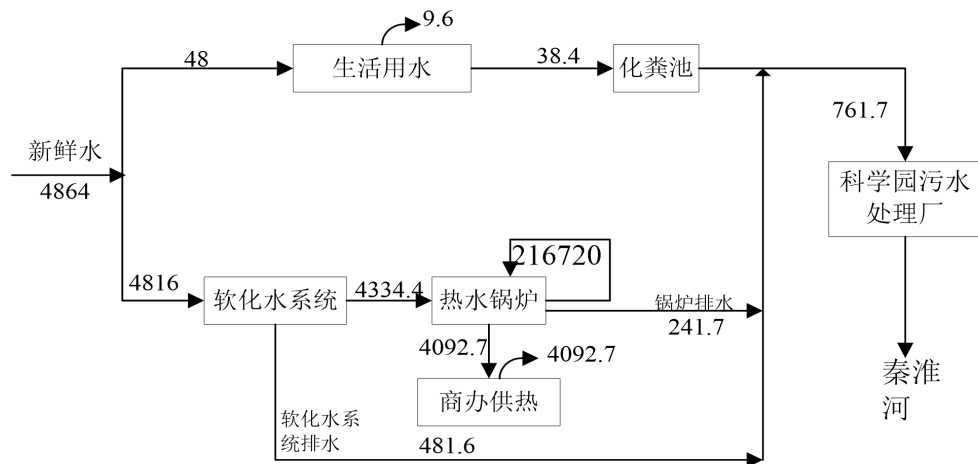 9.6
48
生活用水
38.4
化粪池
761.7
新鲜水
4864
科学园污水
处理厂
216720
4816
软化水系统
4334.4
热水锅炉
锅炉排水
241.7
4092.7
4092.7
商办供热
秦淮
河
软化水系
统排水
481.6